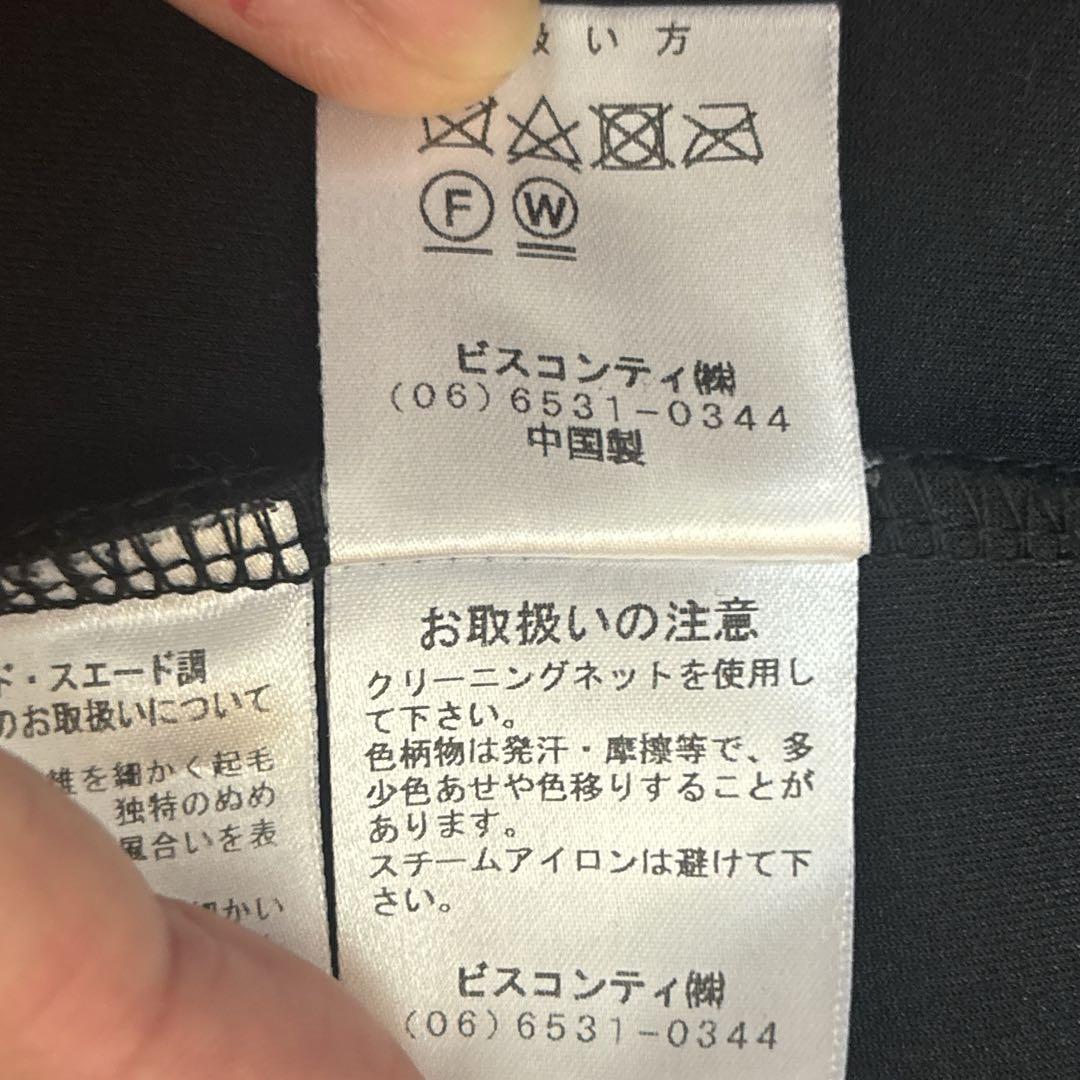 い方
F W
ビスコンティ㈱
(06)6531-0344
中国製
お取扱いの注意
クリーニングネットを使用し
て下さい。
色柄物は発汗・摩擦等で、多
少色あせや色移りすることが
あります。
スチームアイロンは避けて下
さい。
ビスコンティ㈱
(06)6531-0344
ド・スエード調
のお取扱いについて
を細かく起毛
独特のぬめ
風合いを表
細かい